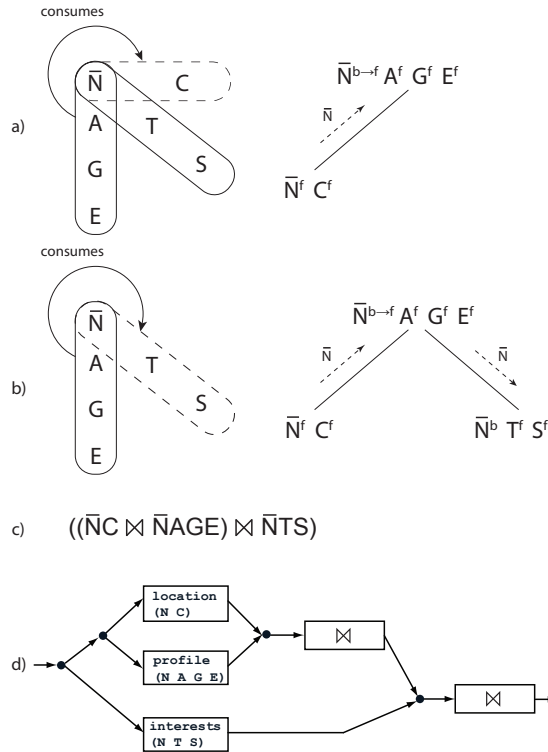 consumes
N̄
C
A
T
G
S
E
a)
N̄ᵇ→ᶠ Aᶠ Gᶠ Eᶠ
N̄
N̄ᶠ Cᶠ
consumes
N̄
A
T
G
S
E
b)
N̄ᵇ→ᶠ Aᶠ Gᶠ Eᶠ
N̄
N̄
N̄ᶠ Cᶠ
N̄ᵇ Tᶠ Sᶠ
c) ((N̄C ⋈ N̄AGE) ⋈ N̄TS)
d)
location
(N C)
⋈
profile
(N A G E)
⋈
interests
(N T S)